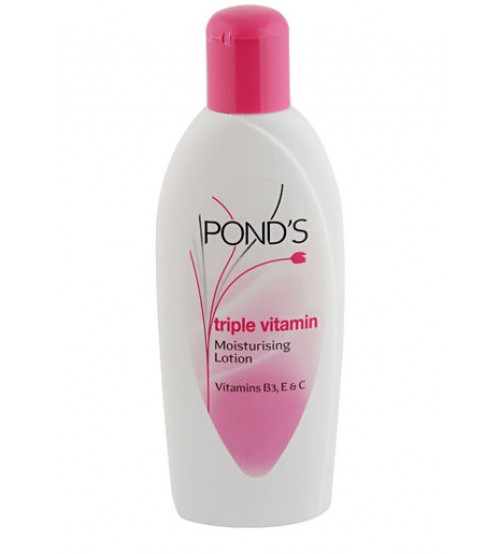 POND'S
triple vitamin
Moisturising
Lotion
Vitamins B3, E & C